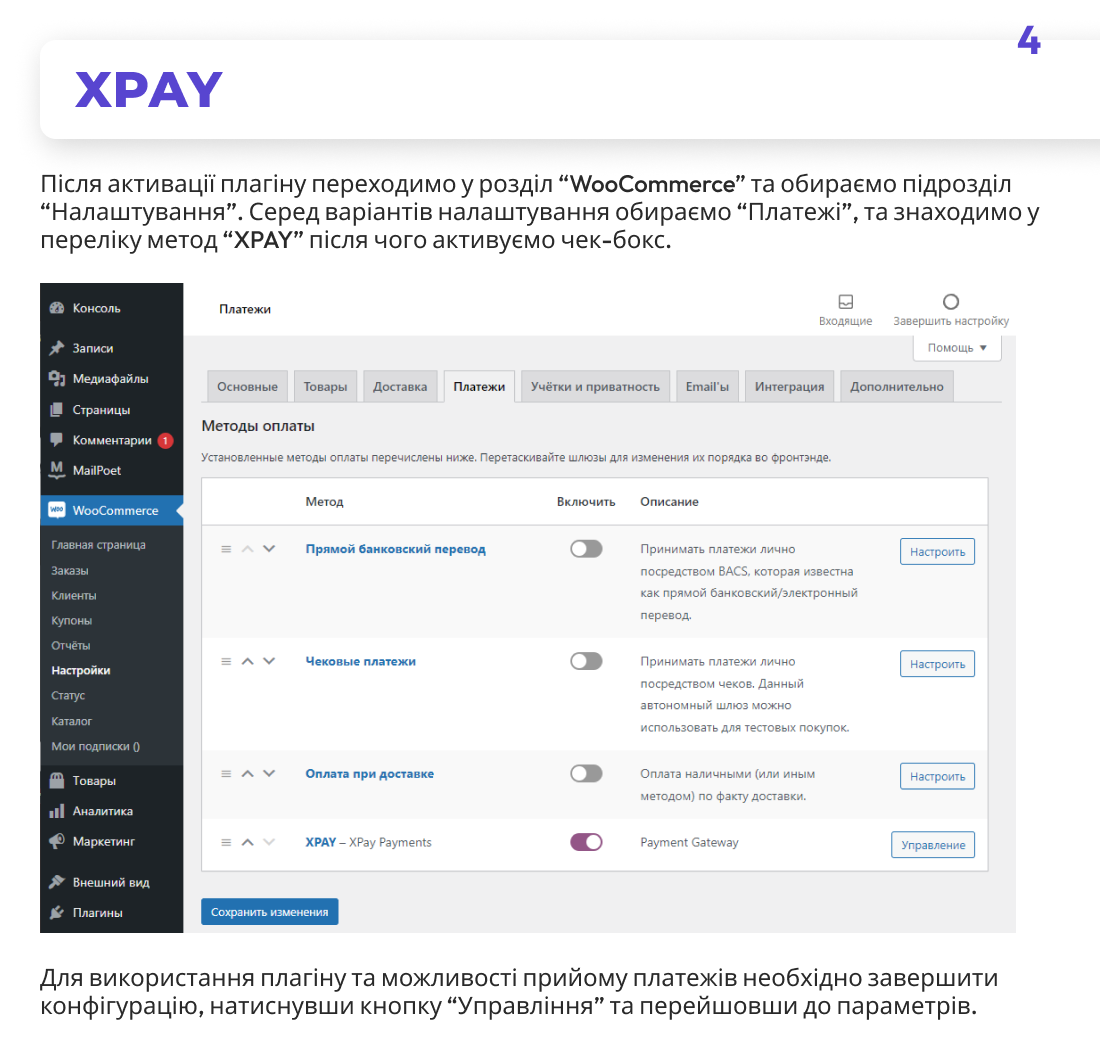 4
XPAY
Після активації плагіну переходимо у розділ “WooCommerce” та обираємо підрозділ
“Налаштування”. Серед варіантів налаштування обираємо “Платежі”, та знаходимо у
переліку метод “XPAY” після чого активуємо чек-бокс.
Консоль
Записи
Медиафайлы
Страницы
Комментарии 1
MailPoet
WooCommerce
Главная страница
Заказы
Клиенты
Купоны
Отчёты
Настройки
Статус
Каталог
Мои подписки ()
Товары
Аналитика
Маркетинг
Внешний вид
Плагины
Платежи
Входящие
Завершить настройку
Помощь
Основные Товары Доставка Платежи Учётки и приватность Email'ы Интеграция Дополнительно
Методы оплаты
Установленные методы оплаты перечислены ниже. Перетаскивайте шлюзы для изменения их порядка во фронтэнде.
Метод Включить Описание
Прямой банковский перевод Принимать платежи лично Настроить
посредством BACS, которая известна
как прямой банковский/электронный
перевод.
Чековые платежи Принимать платежи лично Настроить
посредством чеков. Данный
автономный шлюз можно
использовать для тестовых покупок.
Оплата при доставке Оплата наличными (или иным Настроить
методом) по факту доставки.
XPAY – XPay Payments Payment Gateway Управление
Сохранить изменения
Для використання плагіну та можливості прийому платежів необхідно завершити
конфігурацію, натиснувши кнопку “Управління” та перейшовши до параметрів.